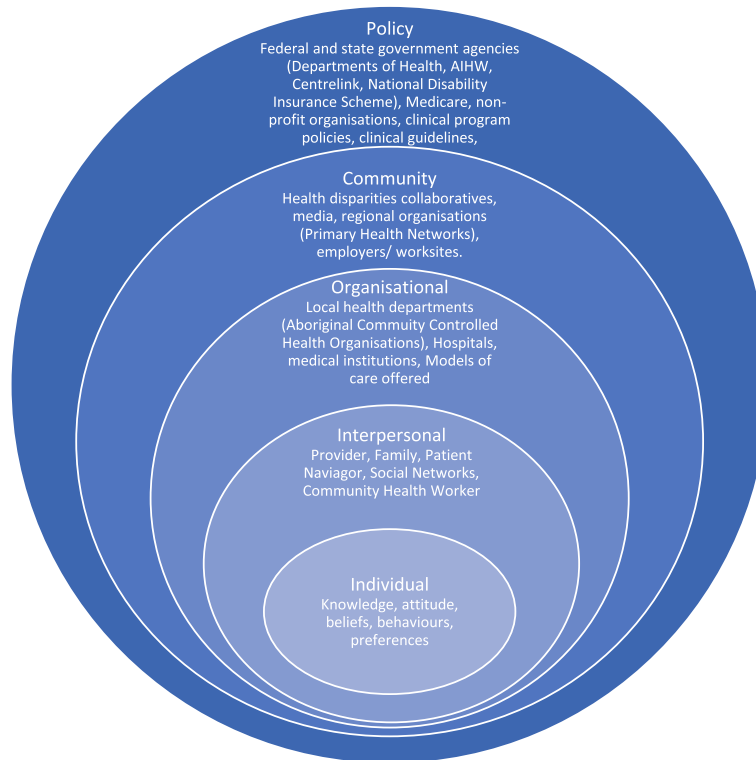 Policy
Federal and state government agencies
(Departments of Health, AIHW,
Centrelink, National Disability
Insurance Scheme), Medicare, non-
profit organisations, clinical program
policies, clinical guidelines,
Community
Health disparities collaboratives,
media, regional organisations
(Primary Health Networks),
employers/ worksites.
Organisational
Local health departments
(Aboriginal Commuity Controlled
Health Organisations), Hospitals,
medical institutions, Models of
care offered
Interpersonal
Provider, Family, Patient
Naviagor, Social Networks,
Community Health Worker
Individual
Knowledge, attitude,
beliefs, behaviours,
preferences